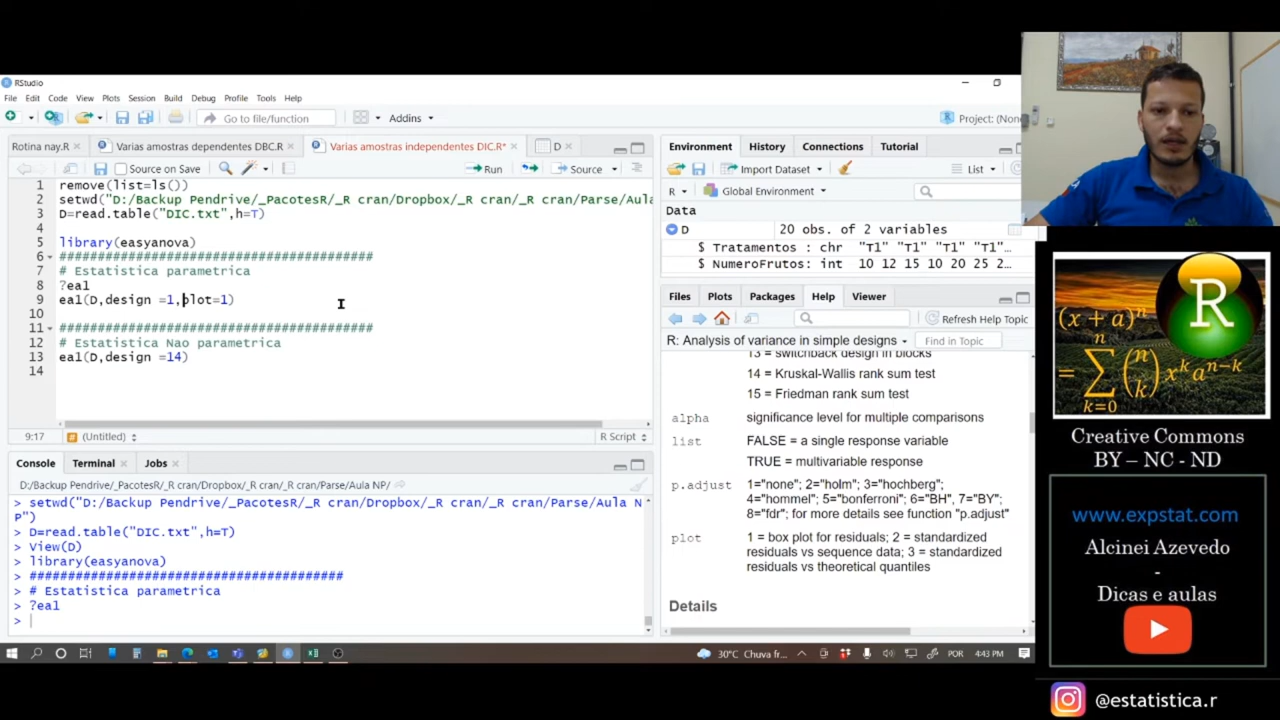 RStudio
File Edit Code View Plots Session Build Debug Profile Tools Help
Go to file/function Addins Project: (None
Rotina nay.R Varias amostras dependentes DBC.R Varias amostras independentes DIC.R* D
Source on Save Run Source
1 remove(list=ls())
2 setwd("D:/Backup Pendrive/_PacotesR/_R cran/Dropbox/_R cran/_R cran/Parse/Aula
3 D=read.table("DIC.txt",h=T)
4
5 library(easyanova)
6 #########################################
7 # Estatistica parametrica
8 ?ea1
9 ea1(D,design =1,plot=1)
10
11 #########################################
12 # Estatistica Nao parametrica
13 ea1(D,design =14)
14
9:17 (Untitled) R Script
Console Terminal Jobs
D:/Backup Pendrive/_PacotesR/_R cran/Dropbox/_R cran/_R cran/Parse/Aula NP/
> setwd("D:/Backup Pendrive/_PacotesR/_R cran/Dropbox/_R cran/_R cran/Parse/Aula N
P")
> D=read.table("DIC.txt",h=T)
> View(D)
> library(easyanova)
> #########################################
> # Estatistica parametrica
> ?ea1
>
Environment History Connections Tutorial
Import Dataset List
R Global Environment
Data
D 20 obs. of 2 variables
$ Tratamentos : chr "T1" "T1" "T1" "T1"…
$ NumeroFrutos: int 10 12 15 10 20 25 2…
Files Plots Packages Help Viewer
Refresh Help Topic
R: Analysis of variance in simple designs Find in Topic
13 = switchback design in blocks
14 = Kruskal-Wallis rank sum test
15 = Friedman rank sum test
alpha significance level for multiple comparisons
list FALSE = a single response variable
TRUE = multivariable response
p.adjust 1="none"; 2="holm"; 3="hochberg";
4="hommel"; 5="bonferroni"; 6="BH", 7="BY";
8="fdr"; for more details see function "p.adjust"
plot 1 = box plot for residuals; 2 = standardized
residuals vs sequence data; 3 = standardized
residuals vs theoretical quantiles
Details
30°C Chuva fr... POR 4:43 PM
(x + a)^n
= ∑ n k=0 (n k) x^k a^(n−k)
R
Creative Commons
BY – NC - ND
www.expstat.com
Alcinei Azevedo
-
Dicas e aulas
@estatistica.r